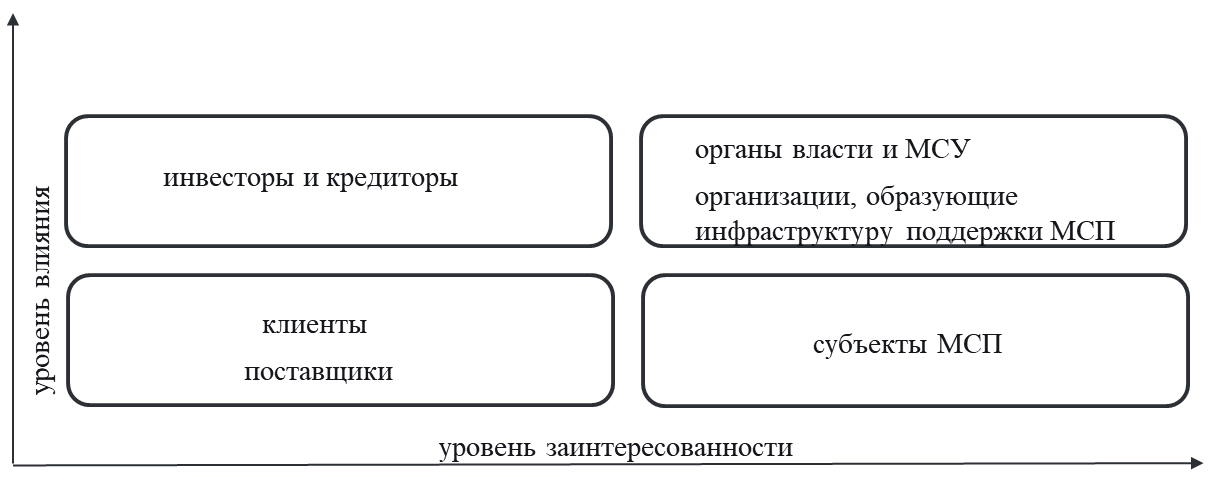 инвесторы и кредиторы
органы власти и МСУ
организации, образующие
инфраструктуру поддержки МСП
уровень влияния
клиенты
поставщики
субъекты МСП
уровень заинтересованности